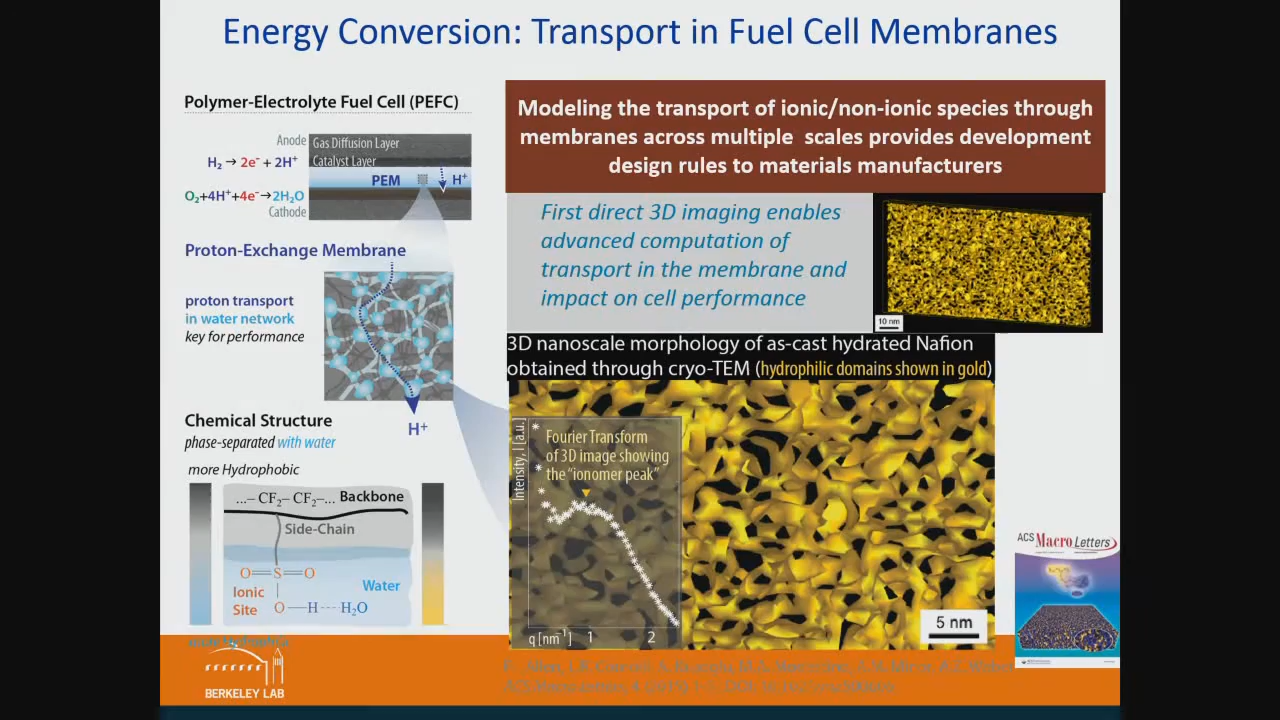 Energy Conversion: Transport in Fuel Cell Membranes
Polymer-Electrolyte Fuel Cell (PEFC)
Anode
Gas Diffusion Layer
H₂ → 2e⁻ + 2H⁺
Catalyst Layer
PEM
H⁺
O₂+4H⁺+4e⁻→2H₂O
Cathode
Proton-Exchange Membrane
proton transport
in water network
key for performance
H⁺
Chemical Structure
phase-separated with water
more Hydrophobic
...– CF₂– CF₂–... Backbone
Side-Chain
O═S═O
Water
Ionic
Site
O—H---H₂O
more Hydrophilic
BERKELEY LAB
Modeling the transport of ionic/non-ionic species through
membranes across multiple scales provides development
design rules to materials manufacturers
First direct 3D imaging enables
advanced computation of
transport in the membrane and
impact on cell performance
10 nm
3D nanoscale morphology of as-cast hydrated Nafion
obtained through cryo-TEM (hydrophilic domains shown in gold)
Intensity, I [a.u.]
Fourier Transform
of 3D image showing
the “ionomer peak”
q [nm⁻¹] 1 2
5 nm
ACS Macro Letters